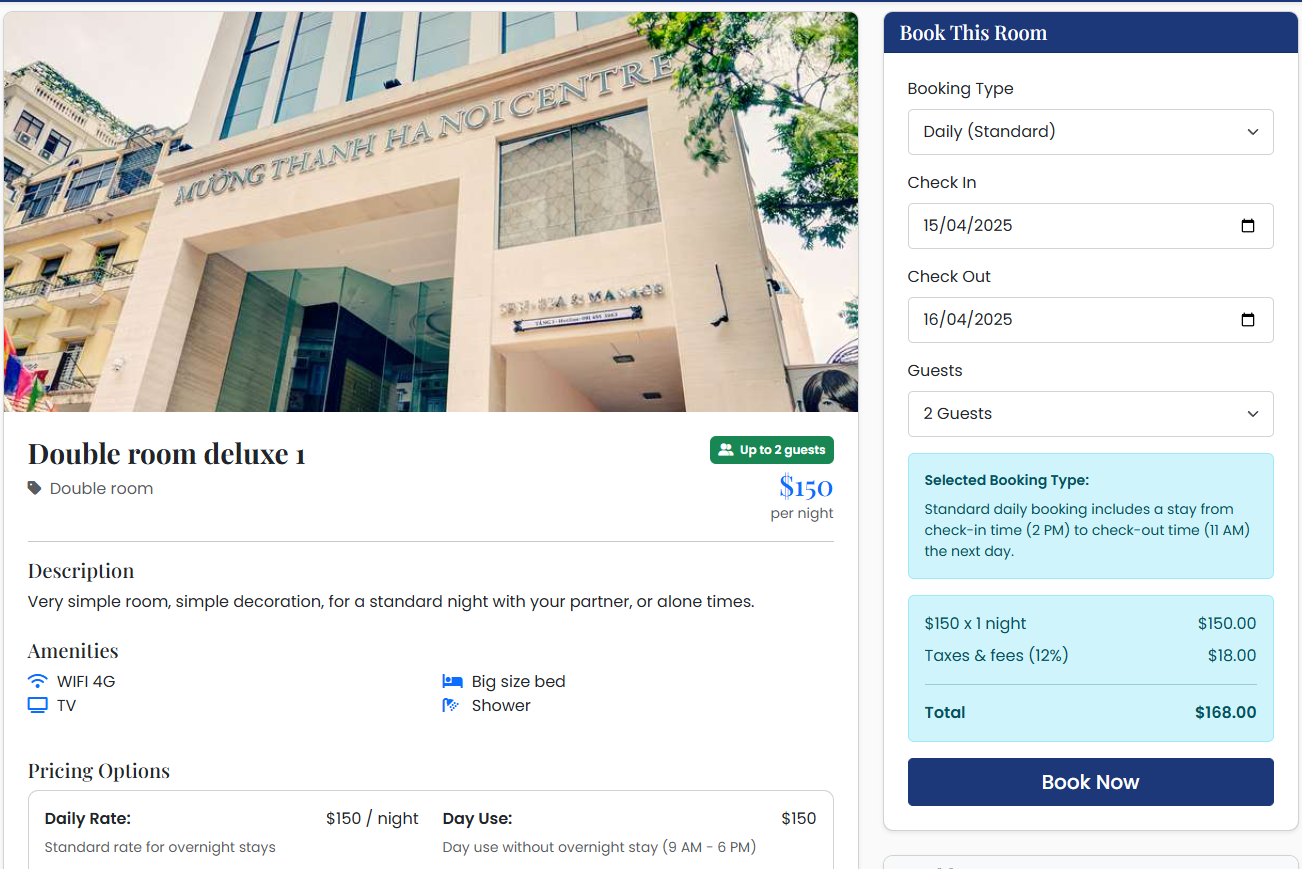 MƯỜNG THANH HA NOI CENTRE
& MASAGE
Double room deluxe 1
Up to 2 guests
Double room
$150
per night
Description
Very simple room, simple decoration, for a standard night with your partner, or alone times.
Amenities
WIFI 4G
Big size bed
TV
Shower
Pricing Options
Daily Rate:
$150 / night
Day Use:
$150
Standard rate for overnight stays
Day use without overnight stay (9 AM - 6 PM)
Book This Room
Booking Type
Daily (Standard)
Check In
15/04/2025
Check Out
16/04/2025
Guests
2 Guests
Selected Booking Type:
Standard daily booking includes a stay from
check-in time (2 PM) to check-out time (11 AM)
the next day.
$150 x 1 night
$150.00
Taxes & fees (12%)
$18.00
Total
$168.00
Book Now